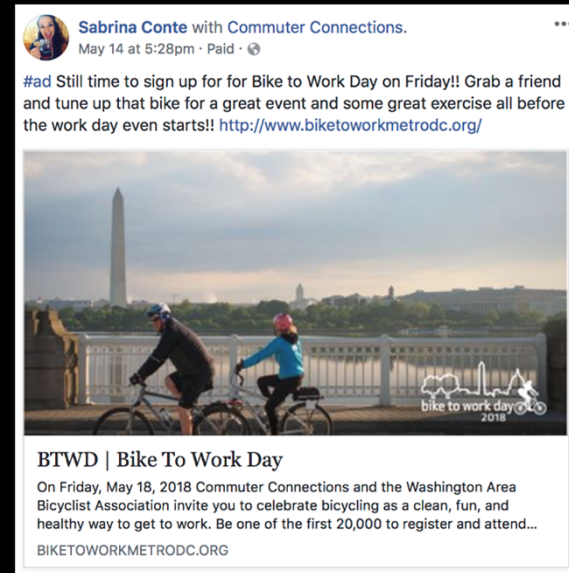 Sabrina Conte with Commuter Connections.
May 14 at 5:28pm · Paid ·
#ad Still time to sign up for for Bike to Work Day on Friday!! Grab a friend
and tune up that bike for a great event and some great exercise all before
the work day even starts!! http://www.biketoworkmetrodc.org/
bike to work day
2018
BTWD | Bike To Work Day
On Friday, May 18, 2018 Commuter Connections and the Washington Area
Bicyclist Association invite you to celebrate bicycling as a clean, fun, and
healthy way to get to work. Be one of the first 20,000 to register and attend...
BIKETOWORKMETRODC.ORG